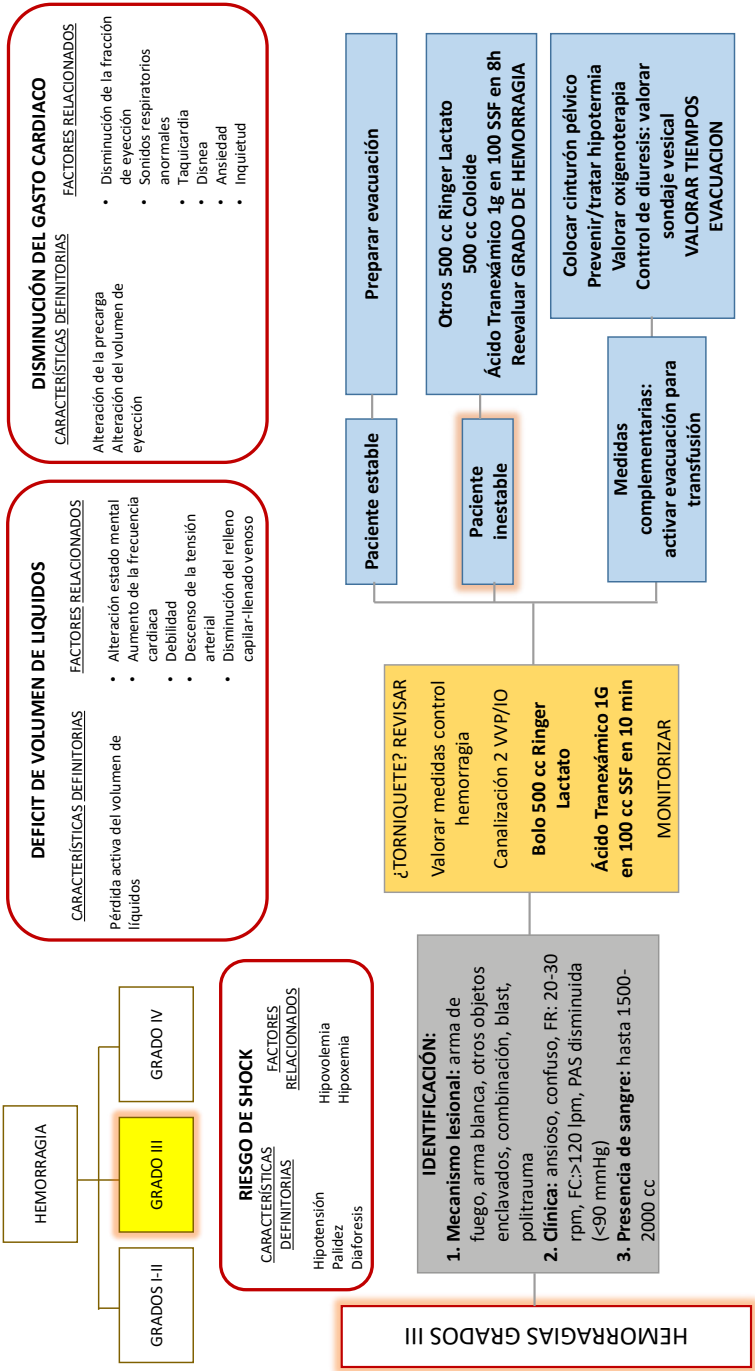 HEMORRAGIA
GRADOS I-II
GRADO III
GRADO IV
DEFICIT DE VOLUMEN DE LIQUIDOS
CARACTERÍSTICAS DEFINITORIAS
Pérdida activa del volumen de
líquidos
FACTORES RELACIONADOS
• Alteración estado mental
• Aumento de la frecuencia
cardiaca
• Debilidad
• Descenso de la tensión
arterial
• Disminución del relleno
capilar-llenado venoso
DISMINUCIÓN DEL GASTO CARDIACO
CARACTERÍSTICAS DEFINITORIAS
Alteración de la precarga
Alteración del volumen de
eyección
FACTORES RELACIONADOS
• Disminución de la fracción
de eyección
• Sonidos respiratorios
anormales
• Taquicardia
• Disnea
• Ansiedad
• Inquietud
RIESGO DE SHOCK
CARACTERÍSTICAS
DEFINITORIAS
Hipotensión
Palidez
Diaforesis
FACTORES
RELACIONADOS
Hipovolemia
Hipoxemia
HEMORRAGIAS GRADOS III
IDENTIFICACIÓN:
1. Mecanismo lesional: arma de
fuego, arma blanca, otros objetos
enclavados, combinación, blast,
politrauma
2. Clínica: ansioso, confuso, FR: 20-30
rpm, FC:>120 lpm, PAS disminuida
(<90 mmHg)
3. Presencia de sangre: hasta 1500-
2000 cc
¿TORNIQUETE? REVISAR
Valorar medidas control
hemorragia
Canalización 2 VVP/IO
Bolo 500 cc Ringer
Lactato
Ácido Tranexámico 1G
en 100 cc SSF en 10 min
MONITORIZAR
Paciente estable
Preparar evacuación
Paciente
inestable
Otros 500 cc Ringer Lactato
500 cc Coloide
Ácido Tranexámico 1g en 100 SSF en 8h
Reevaluar GRADO DE HEMORRAGIA
Medidas
complementarias:
activar evacuación para
transfusión
Colocar cinturón pélvico
Prevenir/tratar hipotermia
Valorar oxigenoterapia
Control de diuresis: valorar
sondaje vesical
VALORAR TIEMPOS
EVACUACION